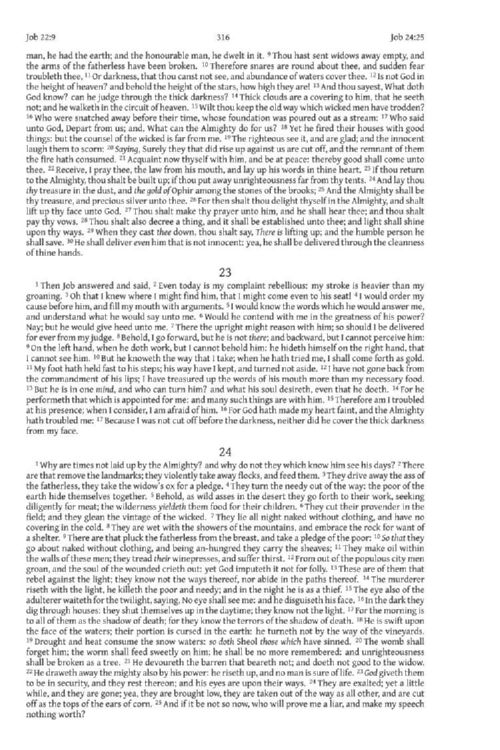 Job 22:9 316 Job 24:25
man, he had the earth; and the honourable man, he dwelt in it. 9 Thou hast sent widows away empty, and
the arms of the fatherless have been broken. 10 Therefore snares are round about thee, and sudden fear
troubleth thee, 11 Or darkness, that thou canst not see, and abundance of waters cover thee. 12 Is not God in
the height of heaven? and behold the height of the stars, how high they are! 13 And thou sayest, What doth
God know? can he judge through the thick darkness? 14 Thick clouds are a covering to him, that he seeth
not; and he walketh in the circuit of heaven. 15 Wilt thou keep the old way which wicked men have trodden?
16 Who were snatched away before their time, whose foundation was poured out as a stream: 17 Who said
unto God, Depart from us; and, What can the Almighty do for us? 18 Yet he fired their houses with good
things: but the counsel of the wicked is far from me. 19 The righteous see it, and are glad; and the innocent
laugh them to scorn: 20 Saying, Surely they that did rise up against us are cut off, and the remnant of them
the fire hath consumed. 21 Acquaint now thyself with him, and be at peace: thereby good shall come unto
thee. 22 Receive, I pray thee, the law from his mouth, and lay up his words in thine heart. 23 If thou return
to the Almighty, thou shalt be built up; if thou put away unrighteousness far from thy tents. 24 And lay thou
thy treasure in the dust, and the gold of Ophir among the stones of the brooks; 25 And the Almighty shall be
thy treasure, and precious silver unto thee. 26 For then shalt thou delight thyself in the Almighty, and shalt
lift up thy face unto God. 27 Thou shalt make thy prayer unto him, and he shall hear thee; and thou shalt
pay thy vows. 28 Thou shalt also decree a thing, and it shall be established unto thee; and light shall shine
upon thy ways. 29 When they cast thee down, thou shalt say, There is lifting up; and the humble person he
shall save. 30 He shall deliver even him that is not innocent: yea, he shall be delivered through the cleanness
of thine hands.
23
1 Then Job answered and said, 2 Even today is my complaint rebellious: my stroke is heavier than my
groaning. 3 Oh that I knew where I might find him, that I might come even to his seat! 4 I would order my
cause before him, and fill my mouth with arguments. 5 I would know the words which he would answer me,
and understand what he would say unto me. 6 Would he contend with me in the greatness of his power?
Nay; but he would give heed unto me. 7 There the upright might reason with him; so should I be delivered
for ever from my judge. 8 Behold, I go forward, but he is not there; and backward, but I cannot perceive him:
9 On the left hand, when he doth work, but I cannot behold him: he hideth himself on the right hand, that
I cannot see him. 10 But he knoweth the way that I take; when he hath tried me, I shall come forth as gold.
11 My foot hath held fast to his steps; his way have I kept, and turned not aside. 12 I have not gone back from
the commandment of his lips; I have treasured up the words of his mouth more than my necessary food.
13 But he is in one mind, and who can turn him? and what his soul desireth, even that he doeth. 14 For he
performeth that which is appointed for me: and many such things are with him. 15 Therefore am I troubled
at his presence; when I consider, I am afraid of him. 16 For God hath made my heart faint, and the Almighty
hath troubled me: 17 Because I was not cut off before the darkness, neither did he cover the thick darkness
from my face.
24
1 Why are times not laid up by the Almighty? and why do not they which know him see his days? 2 There
are that remove the landmarks; they violently take away flocks, and feed them. 3 They drive away the ass of
the fatherless, they take the widow's ox for a pledge. 4 They turn the needy out of the way: the poor of the
earth hide themselves together. 5 Behold, as wild asses in the desert they go forth to their work, seeking
diligently for meat; the wilderness yieldeth them food for their children. 6 They cut their provender in the
field; and they glean the vintage of the wicked. 7 They lie all night naked without clothing, and have no
covering in the cold. 8 They are wet with the showers of the mountains, and embrace the rock for want of
a shelter. 9 There are that pluck the fatherless from the breast, and take a pledge of the poor: 10 So that they
go about naked without clothing, and being an-hungred they carry the sheaves; 11 They make oil within
the walls of these men; they tread their winepresses, and suffer thirst. 12 From out of the populous city men
groan, and the soul of the wounded crieth out: yet God imputeth it not for folly. 13 These are of them that
rebel against the light; they know not the ways thereof, nor abide in the paths thereof. 14 The murderer
riseth with the light, he killeth the poor and needy; and in the night he is as a thief. 15 The eye also of the
adulterer waiteth for the twilight, saying, No eye shall see me: and he disguiseth his face. 16 In the dark they
dig through houses: they shut themselves up in the daytime; they know not the light. 17 For the morning is
to all of them as the shadow of death; for they know the terrors of the shadow of death. 18 He is swift upon
the face of the waters; their portion is cursed in the earth: he turneth not by the way of the vineyards.
19 Drought and heat consume the snow waters: so doth Sheol those which have sinned. 20 The womb shall
forget him; the worm shall feed sweetly on him; he shall be no more remembered: and unrighteousness
shall be broken as a tree. 21 He devoureth the barren that beareth not; and doeth not good to the widow.
22 He draweth away the mighty also by his power: he riseth up, and no man is sure of life. 23 God giveth them
to be in security, and they rest thereon; and his eyes are upon their ways. 24 They are exalted; yet a little
while, and they are gone; yea, they are brought low, they are taken out of the way as all other, and are cut
off as the tops of the ears of corn. 25 And if it be not so now, who will prove me a liar, and make my speech
nothing worth?